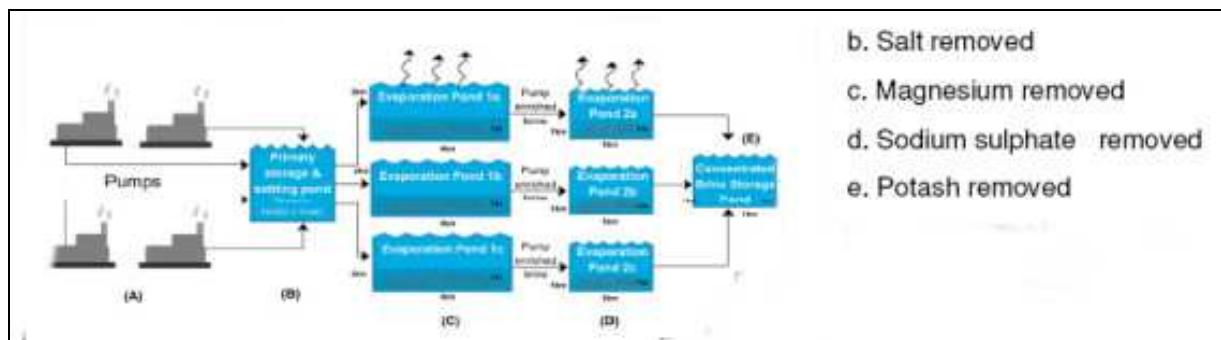 Pumps
(A)
Primary
storage &
settling pond
(B)
Evaporation Pond 1a
Evaporation Pond 1b
Evaporation Pond 1c
(C)
Pump
enriched
brine
Pump
enriched
Pump
enriched
brine
Evaporation
Pond 2a
Evaporation
Pond 2b
Evaporation
Pond 2c
(D)
(E)
Concentrated
Brine Storage
Pond
b. Salt removed
c. Magnesium removed
d. Sodium sulphate removed
e. Potash removed